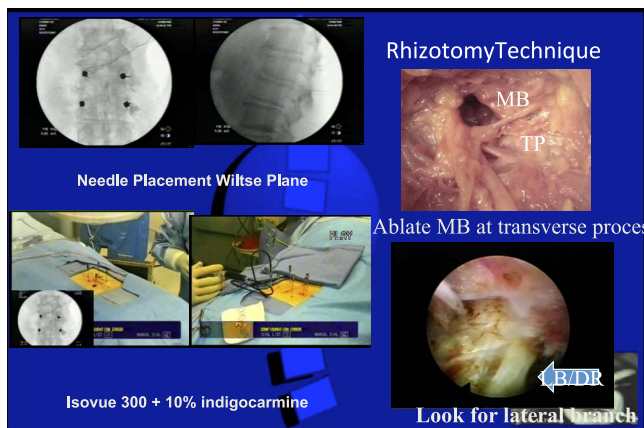 RhizotomyTechnique
MB
TP
Needle Placement Wiltse Plane
Ablate MB at transverse proces
LB/DR
Isovue 300 + 10% indigocarmine
Look for lateral branch